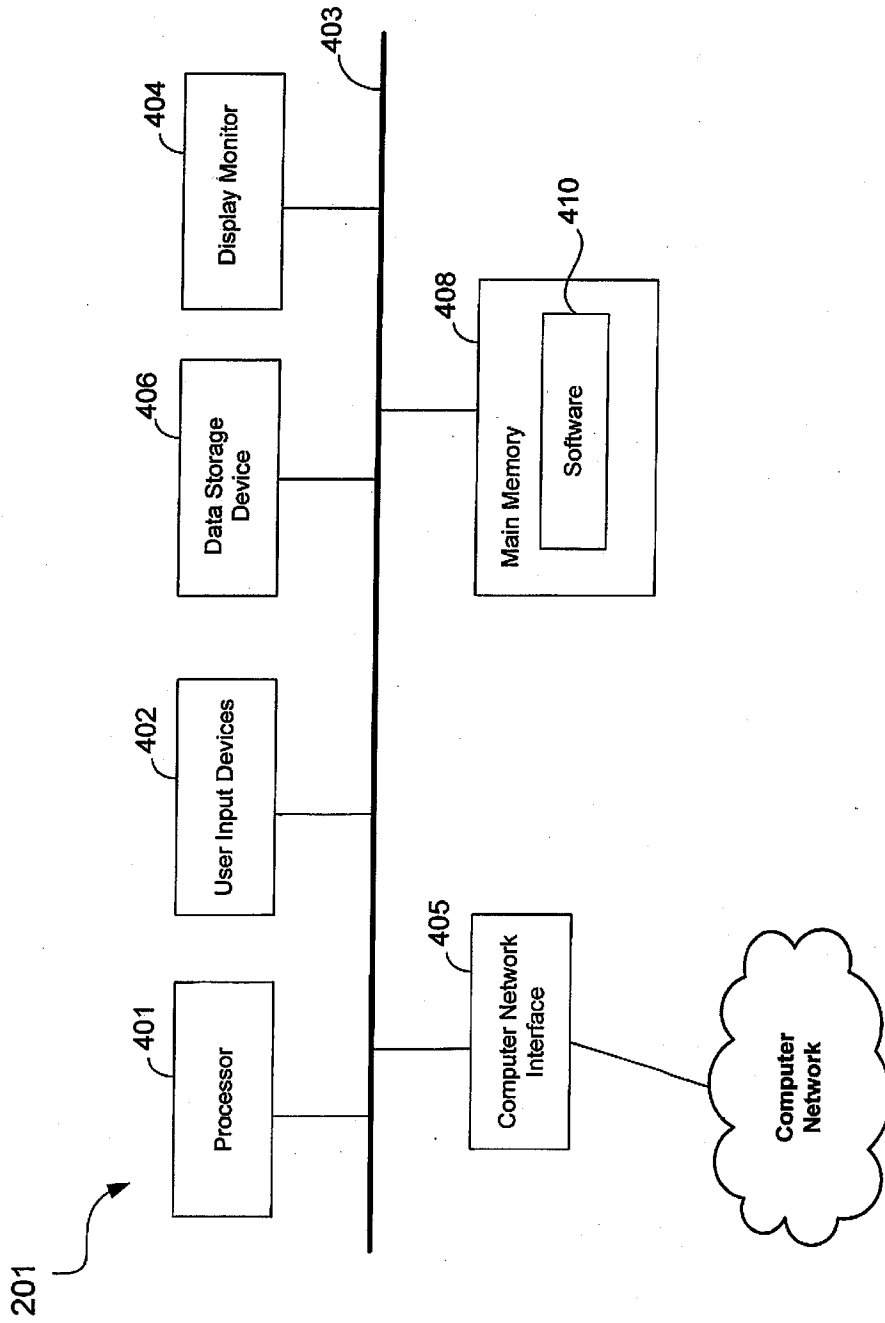 201
401
Processor
402
User Input Devices
406
Data Storage
Device
404
Display Monitor
403
405
Computer Network
Interface
408
Main Memory
410
Software
Computer
Network